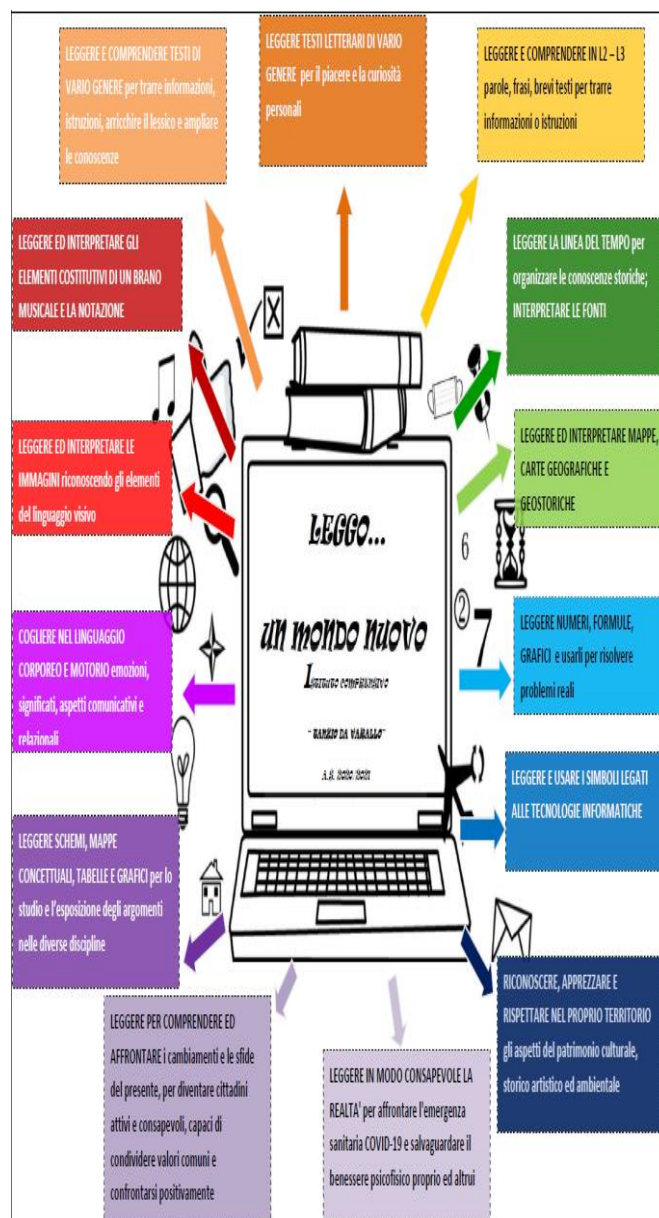 LEGGERE E COMPRENDERE TESTI DI
VARIO GENERE per trarre informazioni,
istruzioni, arricchire il lessico e ampliare
le conoscenze
LEGGERE TESTI LETTERARI DI VARIO
GENERE per il piacere e la curiosità
personali
LEGGERE E COMPRENDERE IN L2 – L3
parole, frasi, brevi testi per trarre
informazioni o istruzioni
LEGGERE ED INTERPRETARE GLI
ELEMENTI COSTITUTIVI DI UN BRANO
MUSICALE E LA NOTAZIONE
LEGGERE LA LINEA DEL TEMPO per
organizzare le conoscenze storiche;
INTERPRETARE LE FONTI
LEGGERE ED INTERPRETARE LE
IMMAGINI riconoscendo gli elementi
del linguaggio visivo
LEGGERE ED INTERPRETARE MAPPE,
CARTE GEOGRAFICHE E
GEOSTORICHE
LEGGO...
UN MONDO NUOVO
ISTITUTO COMPRENSIVO
"TANZIO DA VARALLO"
A.S. 2020/2021
6
2
7
COGLIERE NEL LINGUAGGIO
CORPOREO E MOTORIO emozioni,
significati, aspetti comunicativi e
relazionali
LEGGERE NUMERI, FORMULE,
GRAFICI e usarli per risolvere
problemi reali
LEGGERE E USARE I SIMBOLI LEGATI
ALLE TECNOLOGIE INFORMATICHE
LEGGERE SCHEMI, MAPPE
CONCETTUALI, TABELLE E GRAFICI per lo
studio e l'esposizione degli argomenti
nelle diverse discipline
RICONOSCERE, APPREZZARE E
RISPETTARE NEL PROPRIO TERRITORIO
gli aspetti del patrimonio culturale,
storico artistico ed ambientale
LEGGERE PER COMPRENDERE ED
AFFRONTARE i cambiamenti e le sfide
del presente, per diventare cittadini
attivi e consapevoli, capaci di
condividere valori comuni e
confrontarsi positivamente
LEGGERE IN MODO CONSAPEVOLE LA
REALTA' per affrontare l'emergenza
sanitaria COVID-19 e salvaguardare il
benessere psicofisico proprio ed altrui